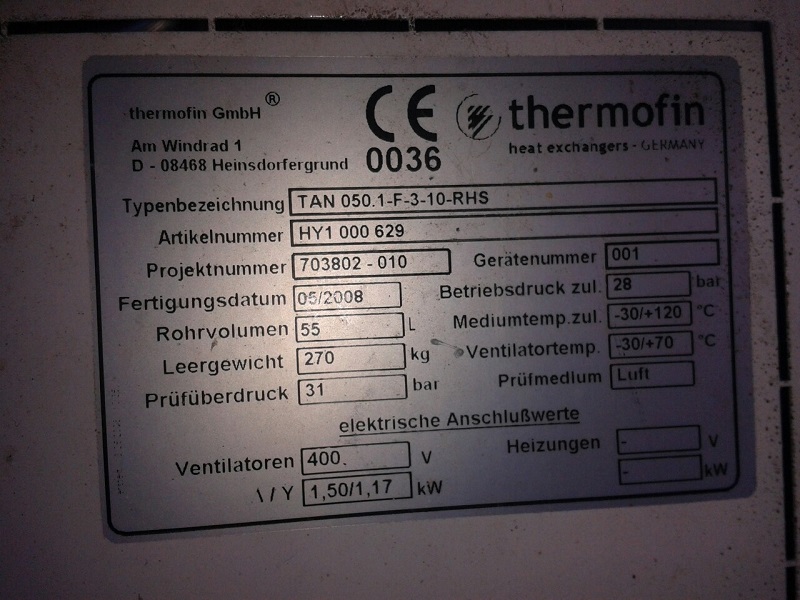 thermofin GmbH ®
Am Windrad 1
D - 08468 Heinsdorfergrund
CE
0036
thermofin
heat exchangers - GERMANY
Typenbezeichnung TAN 050.1-F-3-10-RHS
Artikelnummer HY1 000 629
Projektnummer 703802 - 010 Gerätenummer 001
Fertigungsdatum 05/2008 Betriebsdruck zul. 28 bar
Rohrvolumen 55 L Mediumtemp.zul. -30/+120 °C
Leergewicht 270 kg Ventilatortemp. -30/+70 °C
Prüfüberdruck 31 bar Prüfmedium Luft
elektrische Anschlußwerte
Ventilatoren 400. V Heizungen - V
\ / Y 1,50/1,17 kW - kW